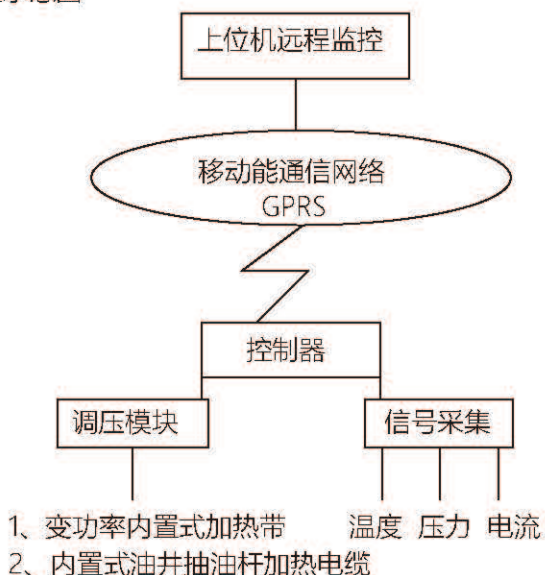 上位机远程监控
移动能通信网络
GPRS
控制器
调压模块
信号采集
1、变功率内置式加热带
温度 压力 电流
2、内置式油井抽油杆加热电缆